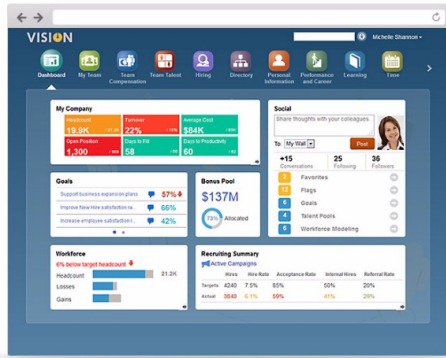 VISION
Michelle Shannon
Dashboard
My Team
Team Compensation
Team Talent
Hiring
Directory
Personal Information
Performance and Career
Learning
Time
My Company
Headcount
19.9K
Turnover
22%
Average Cost
$84K
Open Position
1,300
Days to Fill
58
Days to Productivity
60
Social
Share thoughts with your colleagues.
To My Wall
Post
+15
Conversations
25
Following
36
Followers
Favorites
12 Flags
6 Goals
4 Talent Pools
6 Workforce Modeling
Goals
Support business expansion plans 57%
Improve New Hire satisfaction ra... 66%
Increase employee satisfaction i... 42%
Bonus Pool
$137M
73% Allocated
Workforce
6% below target headcount
Headcount 21.2K
Losses
Gains
Recruiting Summary
Active Campaigns
Hires Hire Rate Acceptance Rate Internal Hires Referral Rate
Targets 4240 7.5% 85% 50% 20%
Actual 3840 6.1% 59% 41% 29%